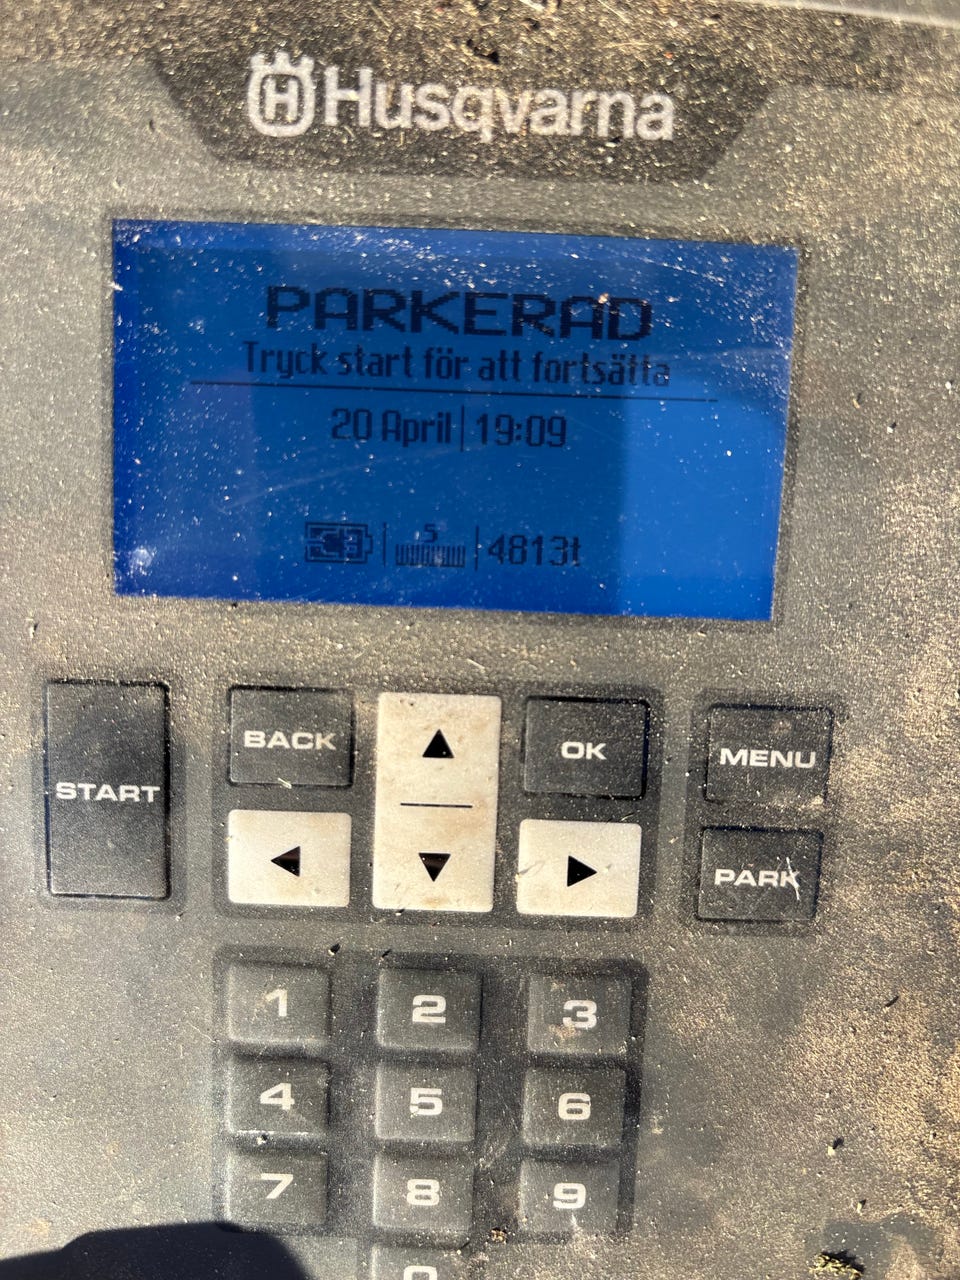 Husqvarna
PARKERAD
Tryck start för att fortsätta
20 April | 19:09
5
4813t
START
BACK
OK
MENU
PARK
1 2 3
4 5 6
7 8 9
0